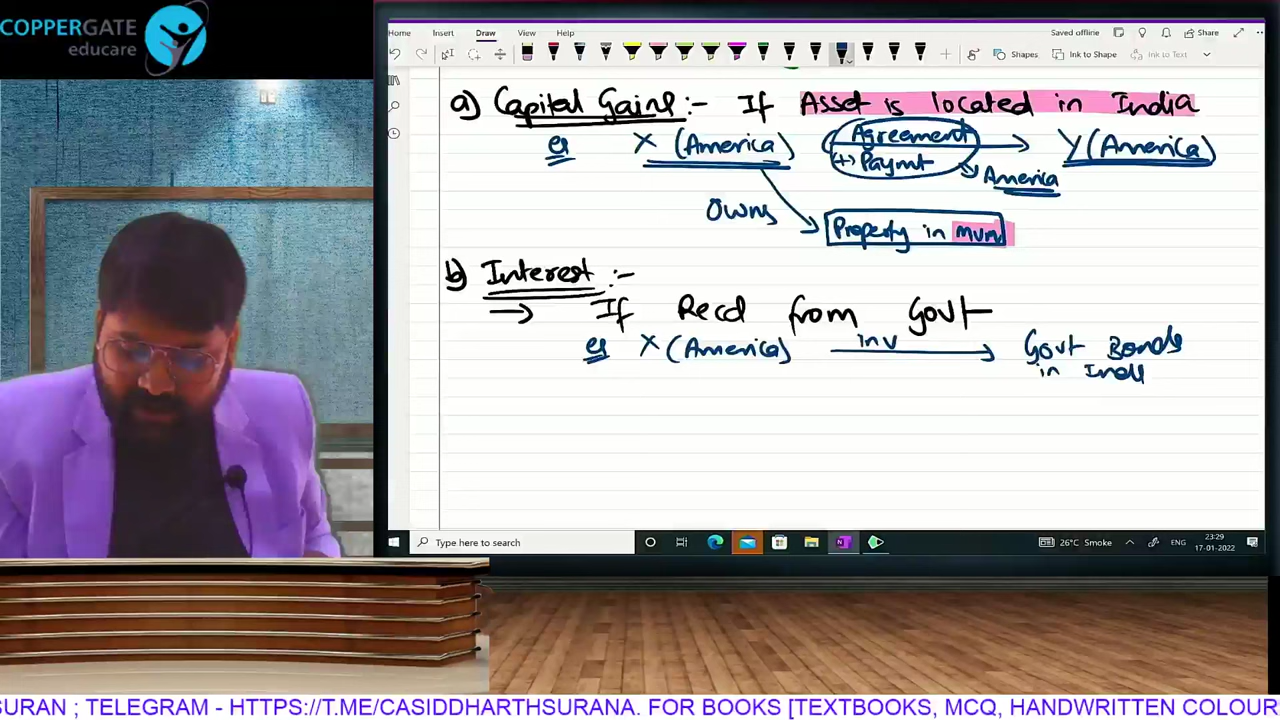 COPPERGATE
educare
Home Insert Draw View Help
Saved offline
Share
Shapes
Ink to Shape
Ink to Text
a) Capital Gains :- If Asset is located in India
eg X (America) Agreement Y (America)
(+) Paymt America
Owns
Property in mum
b) Interest :-
→ If Recd from Govt
eg X (America) inv Govt Bonds
in India
Type here to search
26°C Smoke
ENG
23:29
17-01-2022
SURAN ; TELEGRAM - HTTPS://T.ME/CASIDDHARTHSURANA. FOR BOOKS [TEXTBOOKS, MCQ, HANDWRITTEN COLOUR